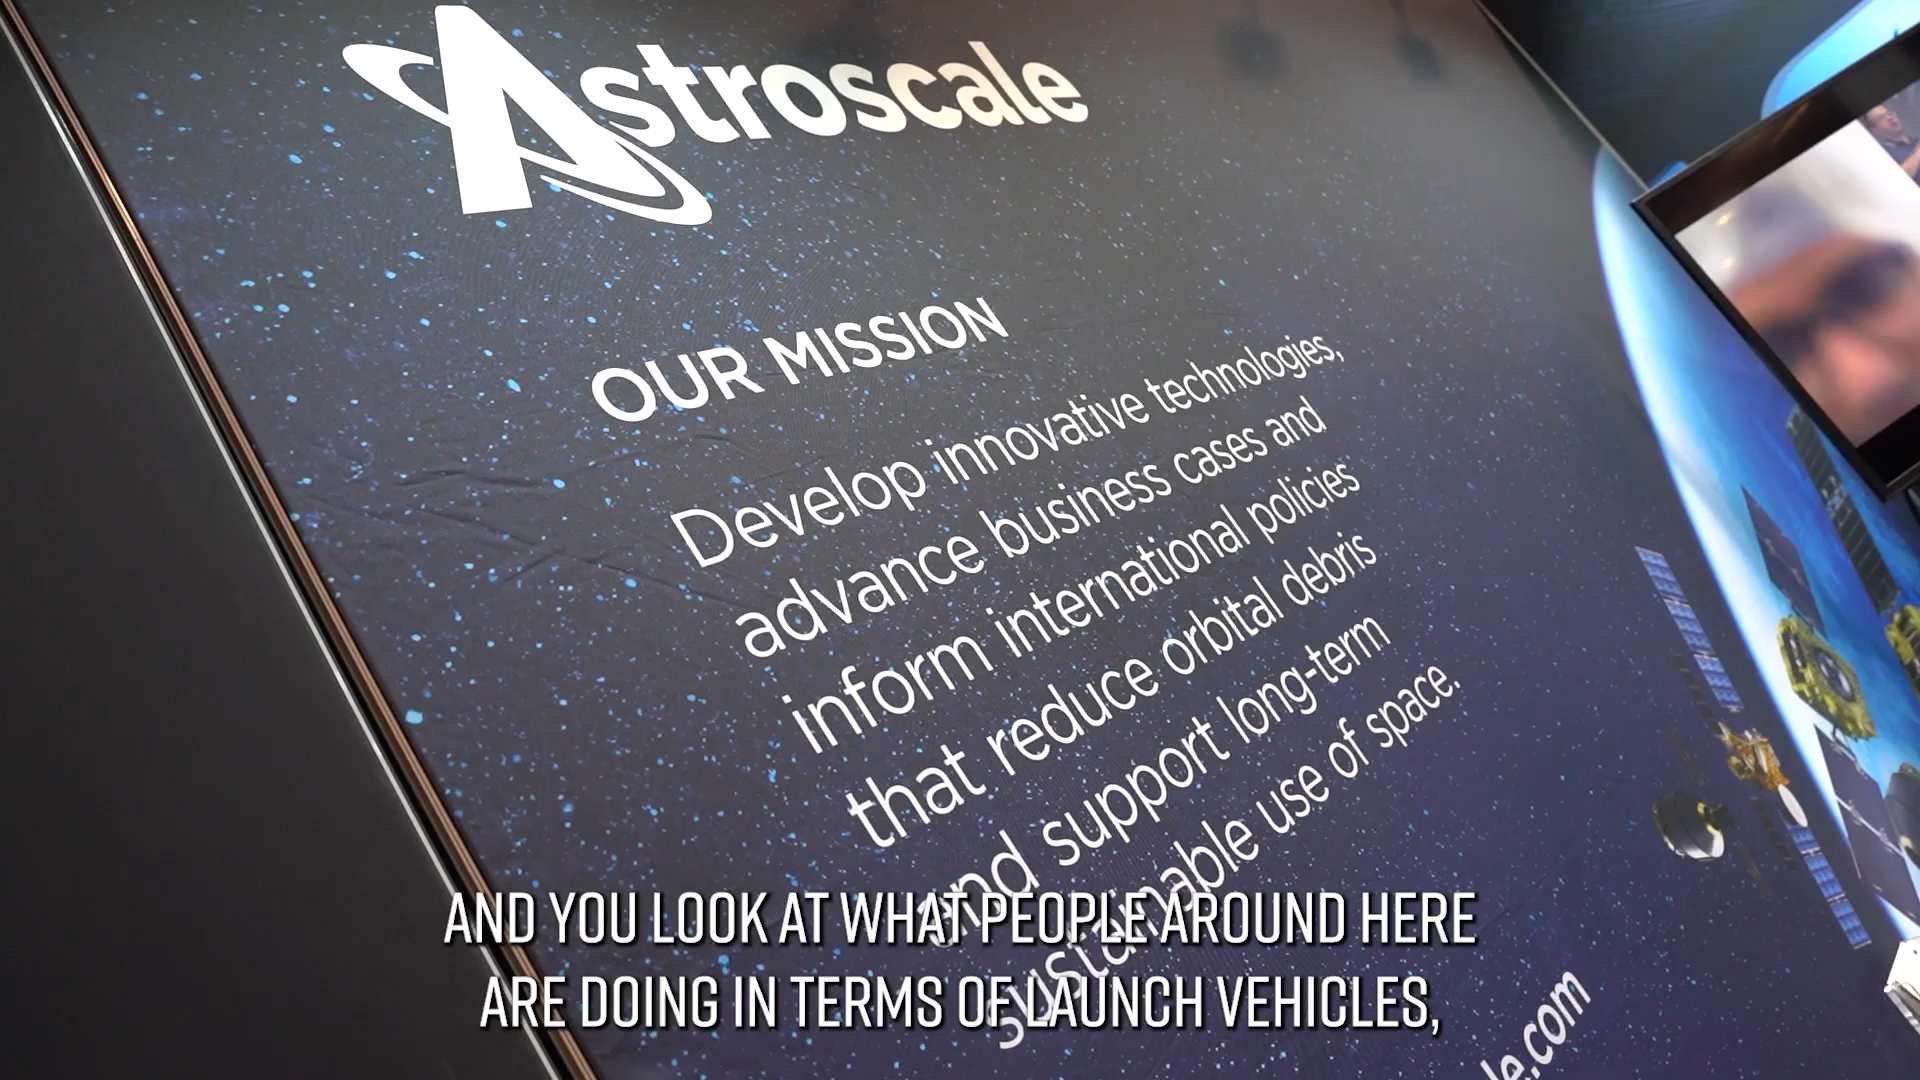 Astroscale
OUR MISSION
Develop innovative technologies,
advance business cases and
inform international policies
that reduce orbital debris
and support long-term
sustainable use of space.
le.com
AND YOU LOOK AT WHAT PEOPLE AROUND HERE
ARE DOING IN TERMS OF LAUNCH VEHICLES,